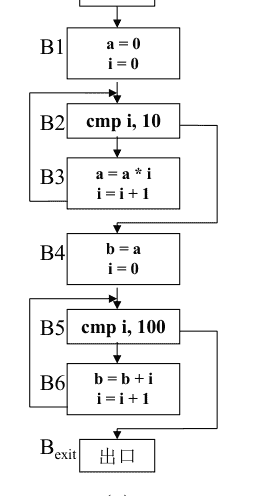 B1
a = 0
i = 0
B2
cmp i, 10
B3
a = a * i
i = i + 1
B4
b = a
i = 0
B5
cmp i, 100
B6
b = b + i
i = i + 1
Bexit
出口